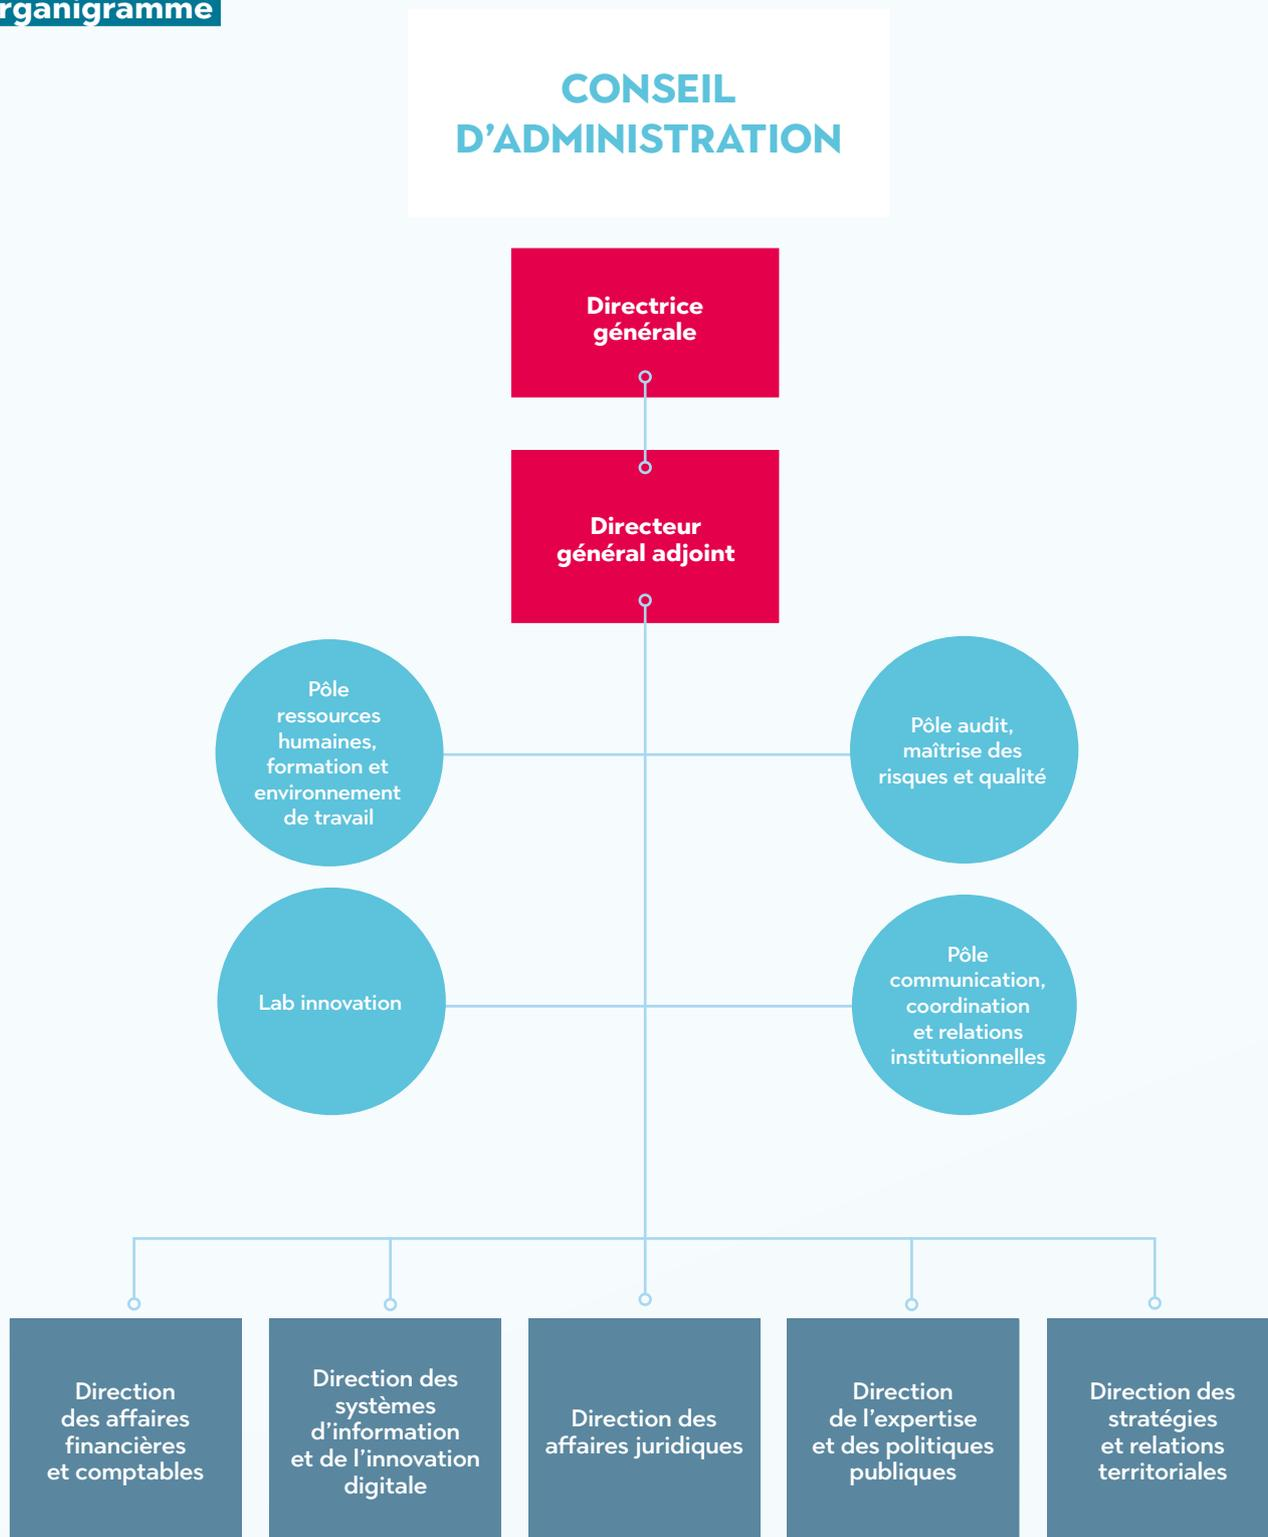 rganigramme
CONSEIL
D’ADMINISTRATION
Directrice
générale
Directeur
général adjoint
Pôle
ressources
humaines,
formation et
environnement
de travail
Pôle audit,
maîtrise des
risques et qualité
Lab innovation
Pôle
communication,
coordination
et relations
institutionnelles
Direction
des affaires
financières
et comptables
Direction des
systèmes
d’information
et de l’innovation
digitale
Direction des
affaires juridiques
Direction
de l’expertise
et des politiques
publiques
Direction des
stratégies
et relations
territoriales